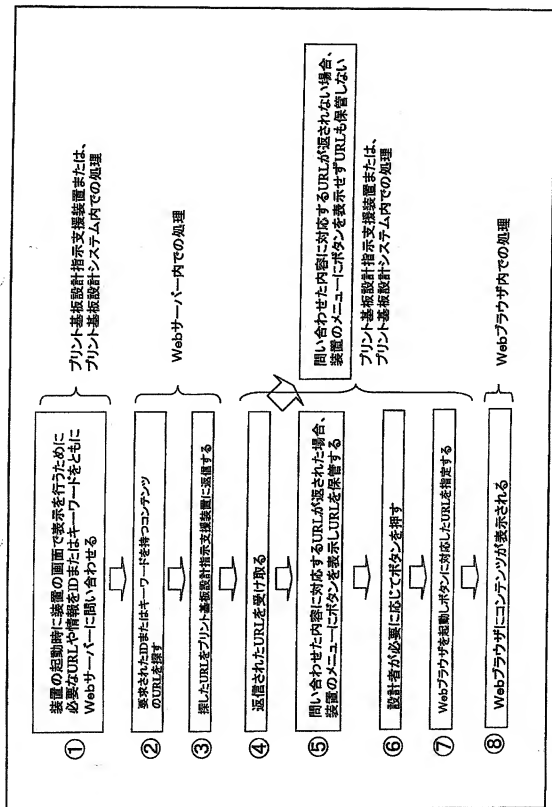 ①
装置の起動時に装置の画面で表示を行うために
必要なURLや情報をIDまたはキーワードをともに
Webサーバーに問い合わせる
プリント基板設計指示支援装置または、
プリント基板設計システム内での処理
②
要求されたIDまたはキーワードを持つコンテンツ
のURLを探す
③
探したURLをプリント基板設計指示支援装置に返信する
Webサーバー内での処理
④
返信されたURLを受け取る
⑤
問い合わせた内容に対応するURLが返された場合、
装置のメニューにボタンを表示しURLを保管する
問い合わせた内容に対応するURLが返されない場合、
装置のメニューにボタンを表示せずURLも保管しない
⑥
設計者が必要に応じてボタンを押す
⑦
Webブラウザを起動しボタンに対応したURLを指定する
プリント基板設計指示支援装置または、
プリント基板設計システム内での処理
⑧
Webブラウザにコンテンツが表示される
Webブラウザ内での処理